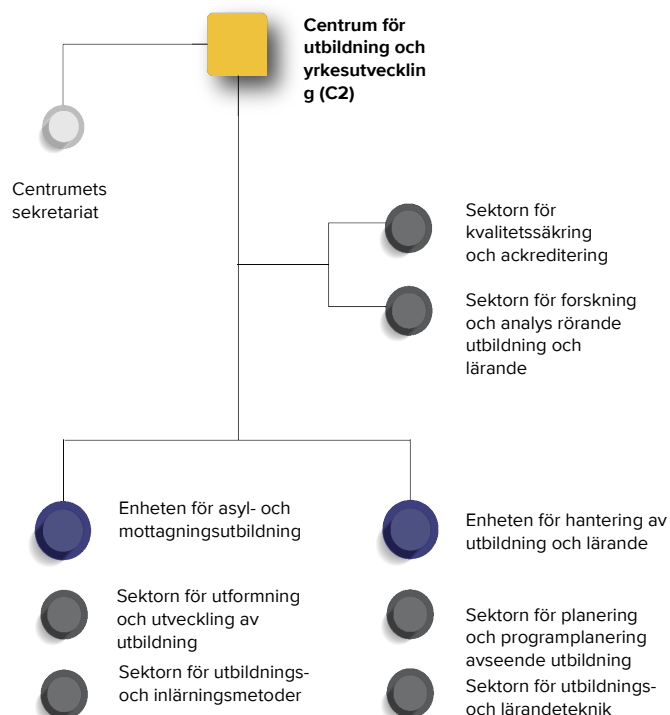 Centrum för
utbildning och
yrkesutvecklin
g (C2)
Centrumets
sekretariat
Sektorn för
kvalitetssäkring
och ackreditering
Sektorn för forskning
och analys rörande
utbildning och
lärande
Enheten för asyl- och
mottagningsutbildning
Enheten för hantering av
utbildning och lärande
Sektorn för utformning
och utveckling av
utbildning
Sektorn för planering
och programplanering
avseende utbildning
Sektorn för utbildnings-
och inlärningsmetoder
Sektorn för utbildnings-
och lärandeteknik